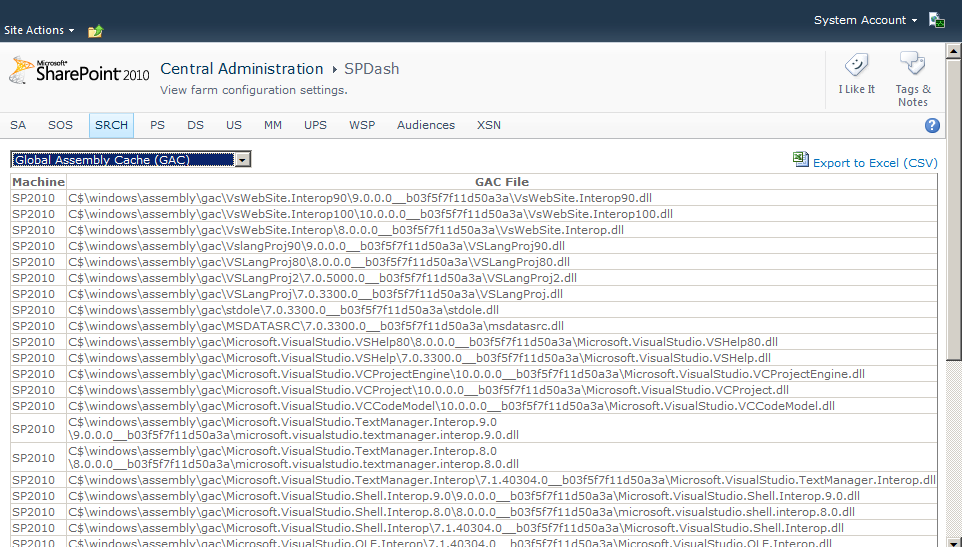 System Account
Site Actions
Microsoft®
SharePoint® 2010
Central Administration ▸ SPDash
View farm configuration settings.
I Like It
Tags &
Notes
SA SOS SRCH PS DS US MM UPS WSP Audiences XSN
Global Assembly Cache (GAC)
Export to Excel (CSV)
Machine GAC File
SP2010 C$\windows\assembly\gac\VsWebSite.Interop90\9.0.0.0__b03f5f7f11d50a3a\VsWebSite.Interop90.dll
SP2010 C$\windows\assembly\gac\VsWebSite.Interop100\10.0.0.0__b03f5f7f11d50a3a\VsWebSite.Interop100.dll
SP2010 C$\windows\assembly\gac\VsWebSite.Interop\8.0.0.0__b03f5f7f11d50a3a\VsWebSite.Interop.dll
SP2010 C$\windows\assembly\gac\VslangProj90\9.0.0.0__b03f5f7f11d50a3a\VSLangProj90.dll
SP2010 C$\windows\assembly\gac\VSLangProj80\8.0.0.0__b03f5f7f11d50a3a\VSLangProj80.dll
SP2010 C$\windows\assembly\gac\VSLangProj2\7.0.5000.0__b03f5f7f11d50a3a\VSLangProj2.dll
SP2010 C$\windows\assembly\gac\VSLangProj\7.0.3300.0__b03f5f7f11d50a3a\VSLangProj.dll
SP2010 C$\windows\assembly\gac\stdole\7.0.3300.0__b03f5f7f11d50a3a\stdole.dll
SP2010 C$\windows\assembly\gac\MSDATASRC\7.0.3300.0__b03f5f7f11d50a3a\msdatasrc.dll
SP2010 C$\windows\assembly\gac\Microsoft.VisualStudio.VSHelp80\8.0.0.0__b03f5f7f11d50a3a\Microsoft.VisualStudio.VSHelp80.dll
SP2010 C$\windows\assembly\gac\Microsoft.VisualStudio.VSHelp\7.0.3300.0__b03f5f7f11d50a3a\Microsoft.VisualStudio.VSHelp.dll
SP2010 C$\windows\assembly\gac\Microsoft.VisualStudio.VCProjectEngine\10.0.0.0__b03f5f7f11d50a3a\Microsoft.VisualStudio.VCProjectEngine.dll
SP2010 C$\windows\assembly\gac\Microsoft.VisualStudio.VCProject\10.0.0.0__b03f5f7f11d50a3a\Microsoft.VisualStudio.VCProject.dll
SP2010 C$\windows\assembly\gac\Microsoft.VisualStudio.VCCodeModel\10.0.0.0__b03f5f7f11d50a3a\Microsoft.VisualStudio.VCCodeModel.dll
SP2010 C$\windows\assembly\gac\Microsoft.VisualStudio.TextManager.Interop.9.0
\9.0.0.0__b03f5f7f11d50a3a\microsoft.visualstudio.textmanager.interop.9.0.dll
SP2010 C$\windows\assembly\gac\Microsoft.VisualStudio.TextManager.Interop.8.0
\8.0.0.0__b03f5f7f11d50a3a\microsoft.visualstudio.textmanager.interop.8.0.dll
SP2010 C$\windows\assembly\gac\Microsoft.VisualStudio.TextManager.Interop\7.1.40304.0__b03f5f7f11d50a3a\Microsoft.VisualStudio.TextManager.Interop.dll
SP2010 C$\windows\assembly\gac\Microsoft.VisualStudio.Shell.Interop.9.0\9.0.0.0__b03f5f7f11d50a3a\Microsoft.VisualStudio.Shell.Interop.9.0.dll
SP2010 C$\windows\assembly\gac\Microsoft.VisualStudio.Shell.Interop.8.0\8.0.0.0__b03f5f7f11d50a3a\microsoft.visualstudio.shell.interop.8.0.dll
SP2010 C$\windows\assembly\gac\Microsoft.VisualStudio.Shell.Interop\7.1.40304.0__b03f5f7f11d50a3a\Microsoft.VisualStudio.Shell.Interop.dll
SP2010 C$\windows\assembly\gac\Microsoft.VisualStudio.OLE.Interop\7.1.40304.0__b03f5f7f11d50a3a\Microsoft.VisualStudio.OLE.Interop.dll